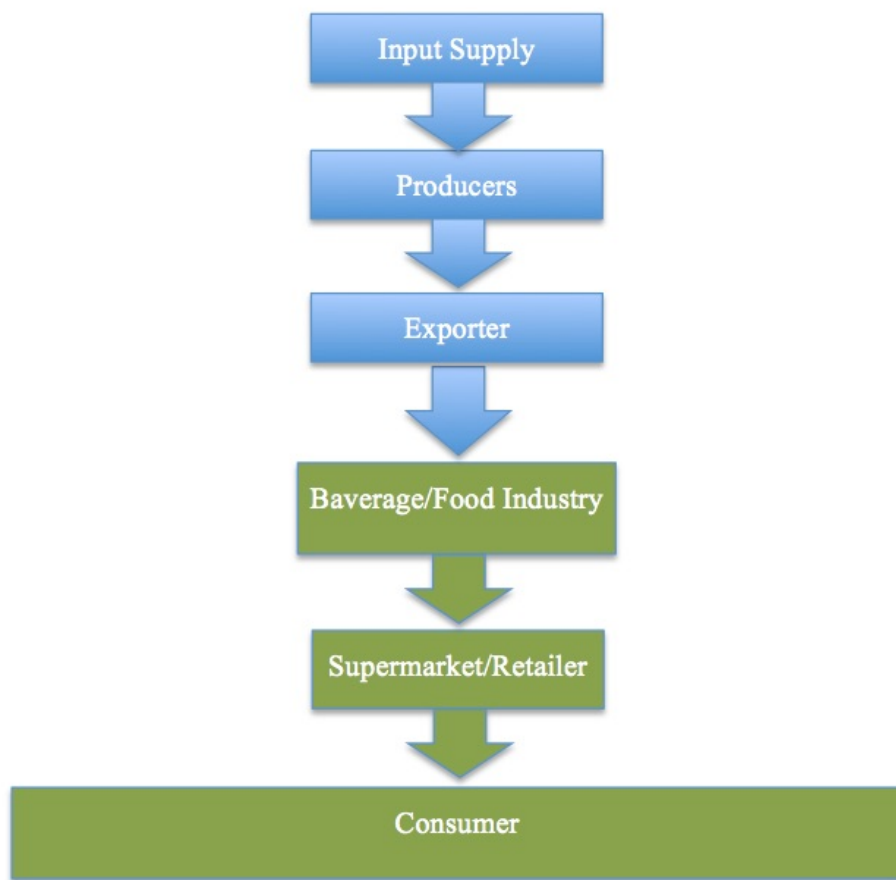 Input Supply
Producers
Exporter
Baverage/Food Industry
Supermarket/Retailer
Consumer